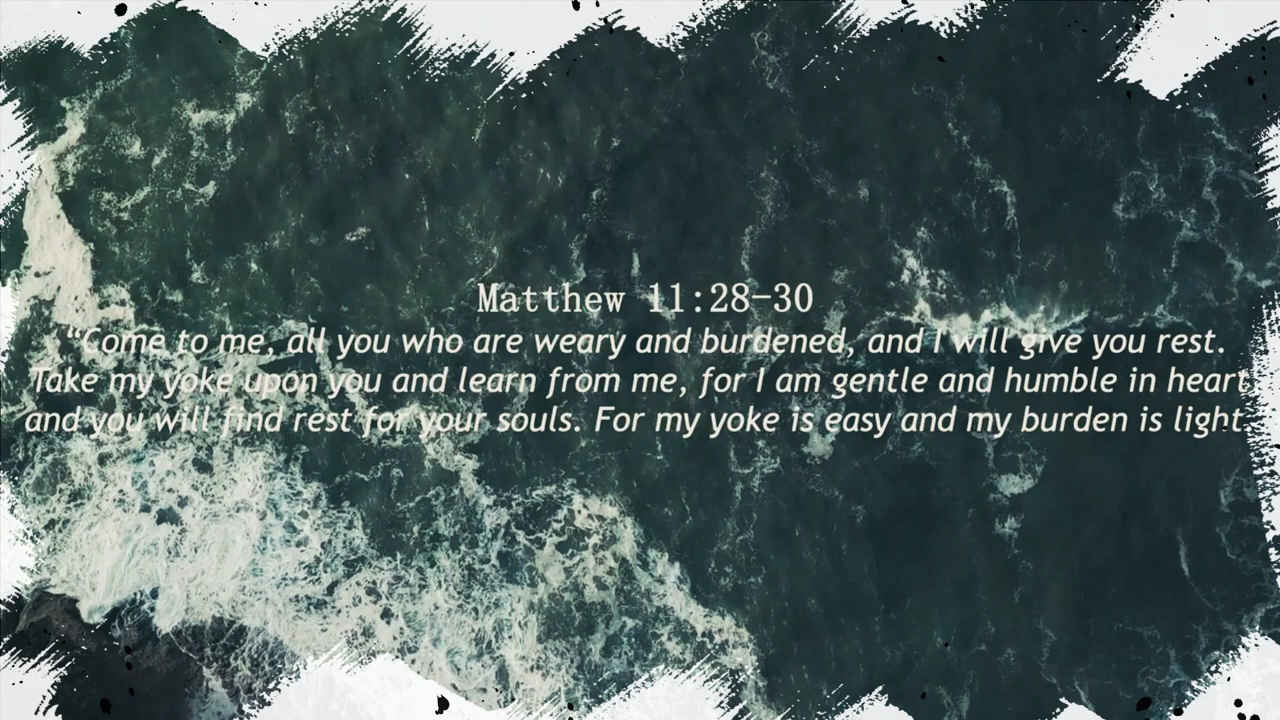 Matthew 11:28-30
“Come to me, all you who are weary and burdened, and I will give you rest.
Take my yoke upon you and learn from me, for I am gentle and humble in heart
and you will find rest for your souls. For my yoke is easy and my burden is light